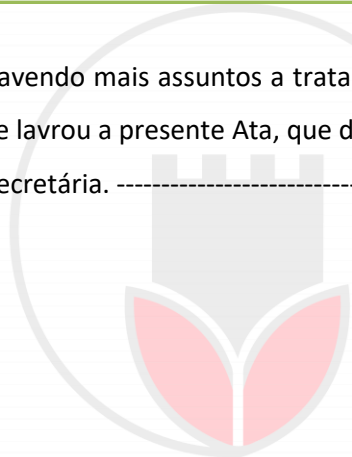 avendo mais assuntos a trata
e lavrou a presente Ata, que d
ecretária. ---------------------------